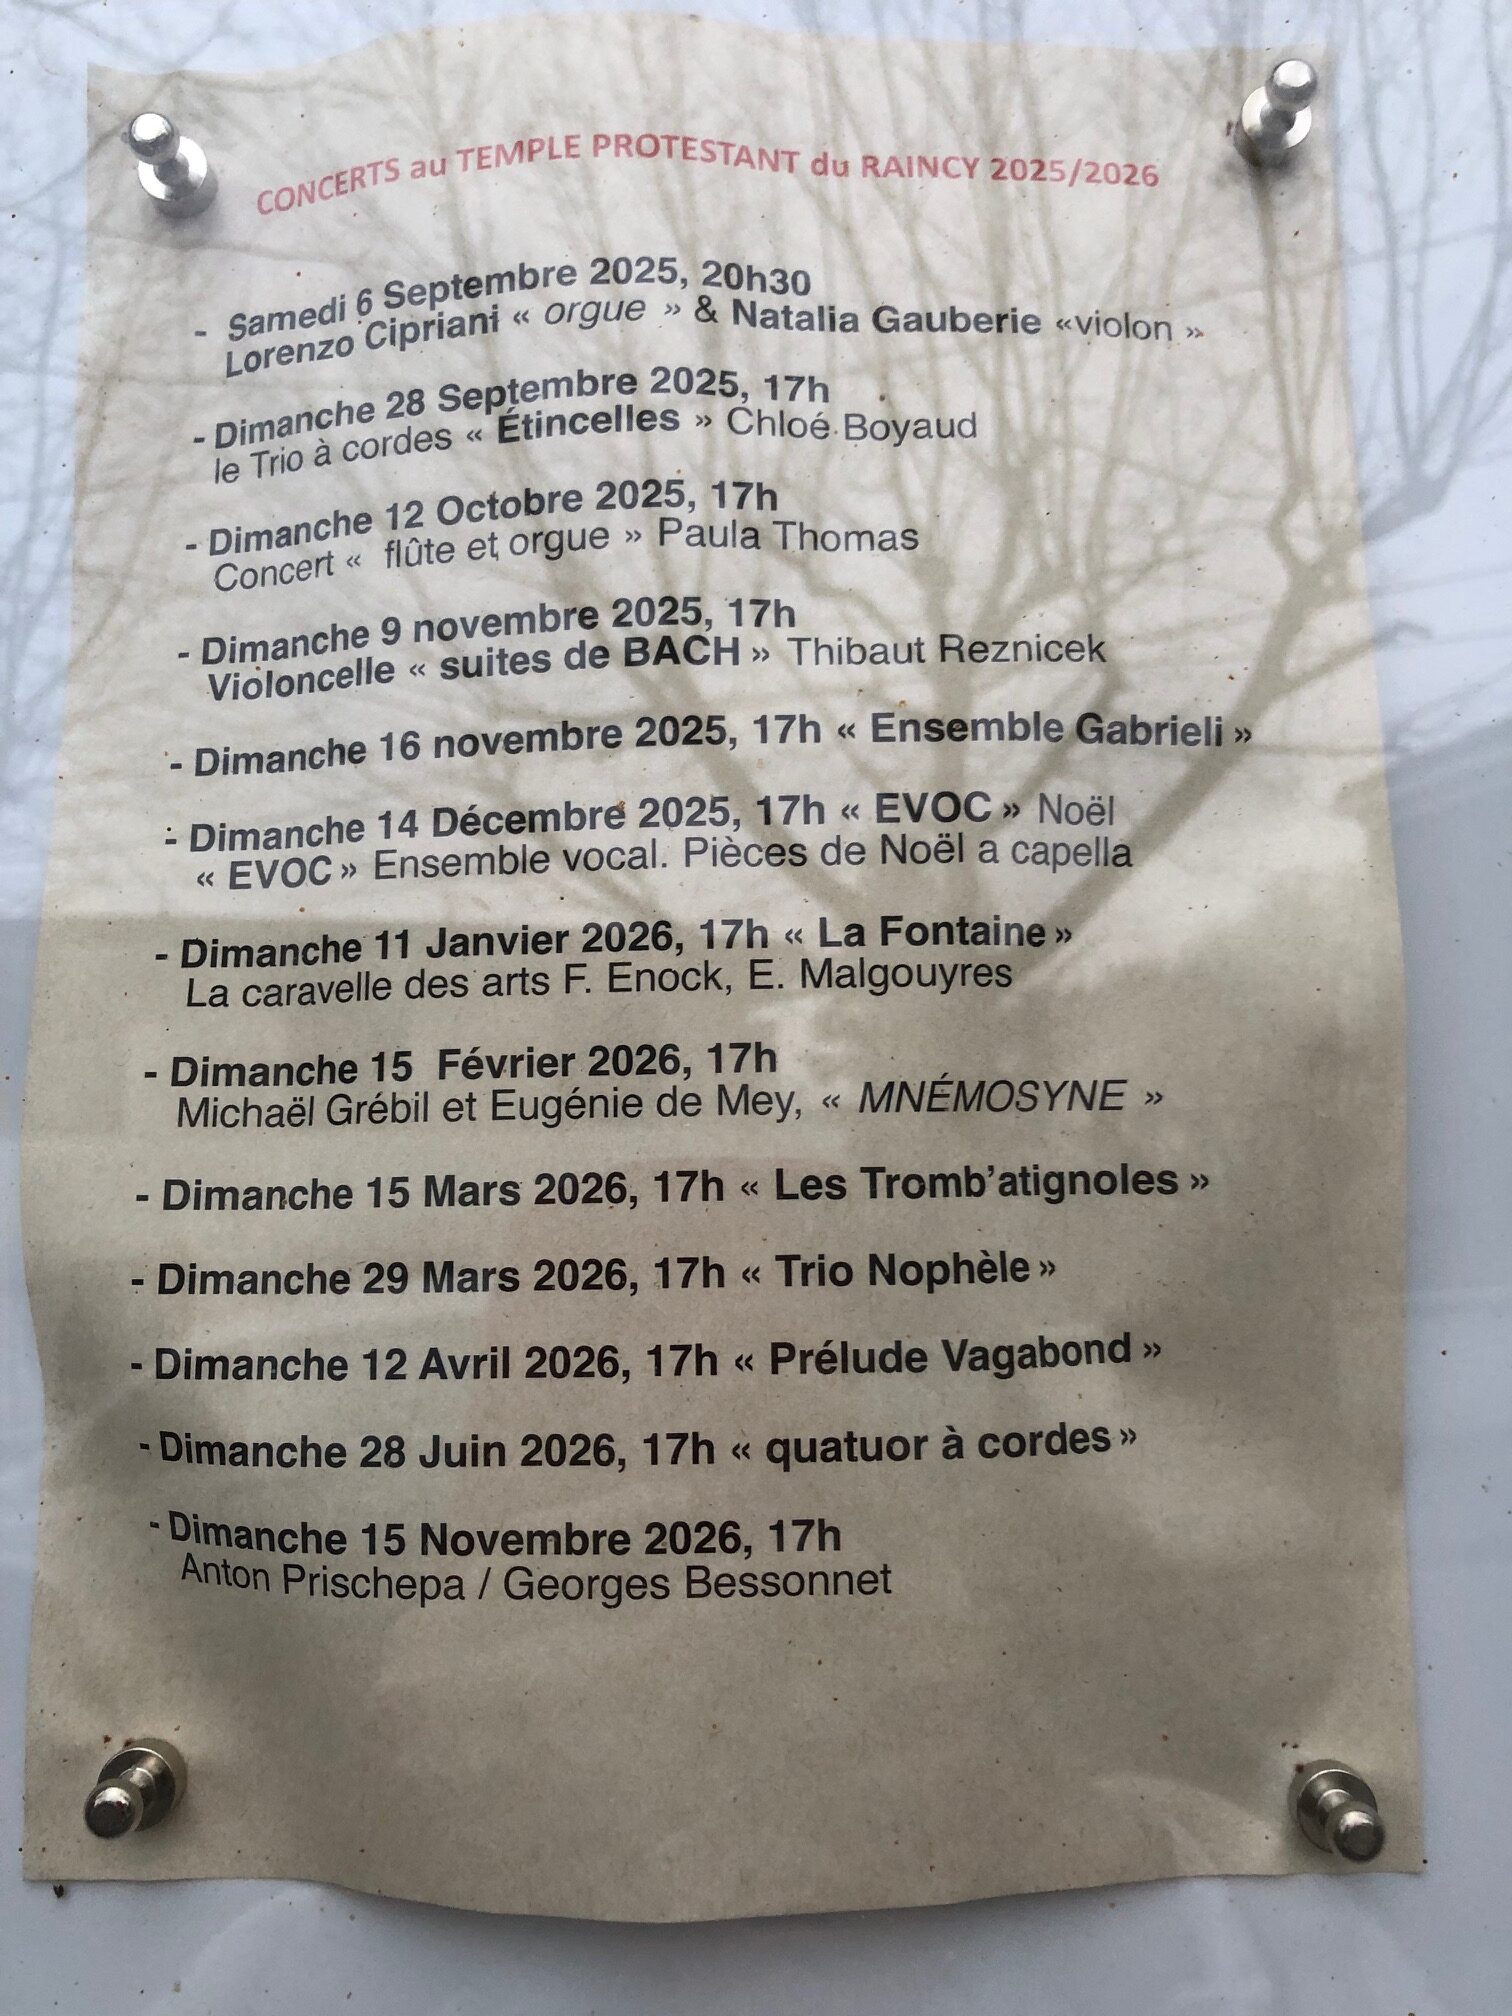 CONCERTS au TEMPLE PROTESTANT du RAINCY 2025/2026
- Samedi 6 Septembre 2025, 20h30
Lorenzo Cipriani « orgue » & Natalia Gauberie «violon »
- Dimanche 28 Septembre 2025, 17h
le Trio à cordes « Étincelles » Chloé Boyaud
- Dimanche 12 Octobre 2025, 17h
Concert « flûte et orgue » Paula Thomas
- Dimanche 9 novembre 2025, 17h
Violoncelle « suites de BACH » Thibaut Reznicek
- Dimanche 16 novembre 2025, 17h « Ensemble Gabrieli »
- Dimanche 14 Décembre 2025, 17h « EVOC » Noël
« EVOC » Ensemble vocal. Pièces de Noël a capella
- Dimanche 11 Janvier 2026, 17h « La Fontaine »
La caravelle des arts F. Enock, E. Malgouyres
- Dimanche 15 Février 2026, 17h
Michaël Grébil et Eugénie de Mey, « MNÉMOSYNE »
- Dimanche 15 Mars 2026, 17h « Les Tromb'atignoles »
- Dimanche 29 Mars 2026, 17h « Trio Nophèle »
- Dimanche 12 Avril 2026, 17h « Prélude Vagabond »
- Dimanche 28 Juin 2026, 17h « quatuor à cordes »
- Dimanche 15 Novembre 2026, 17h
Anton Prischepa / Georges Bessonnet